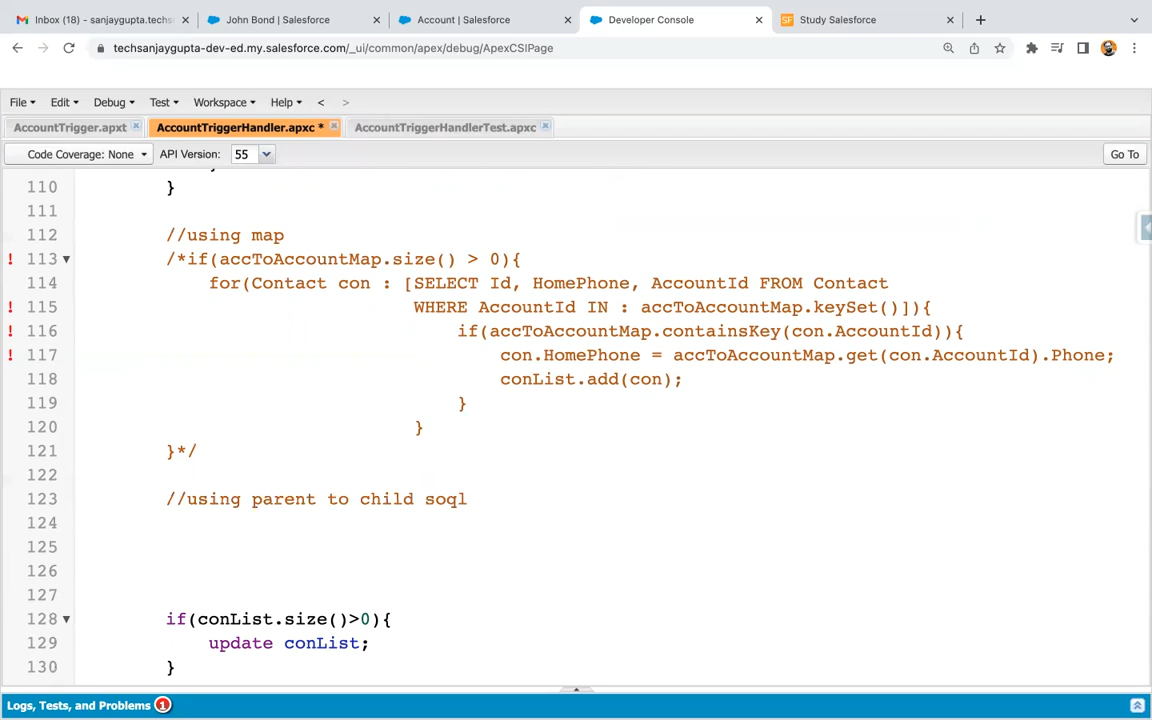 Inbox (18) - sanjaygupta.techs
John Bond | Salesforce
Account | Salesforce
Developer Console
SF Study Salesforce
techsanjaygupta-dev-ed.my.salesforce.com/_ui/common/apex/debug/ApexCSIPage
File Edit Debug Test Workspace Help < >
AccountTrigger.apxt
AccountTriggerHandler.apxc *
AccountTriggerHandlerTest.apxc
Code Coverage: None API Version: 55 Go To
110 }
111
112 //using map
! 113 /*if(accToAccountMap.size() > 0){
114 for(Contact con : [SELECT Id, HomePhone, AccountId FROM Contact
! 115 WHERE AccountId IN : accToAccountMap.keySet()]){
! 116 if(accToAccountMap.containsKey(con.AccountId)){
! 117 con.HomePhone = accToAccountMap.get(con.AccountId).Phone;
118 conList.add(con);
119 }
120 }
121 }*/
122
123 //using parent to child soql
124
125
126
127
128 if(conList.size()>0){
129 update conList;
130 }
Logs, Tests, and Problems 1